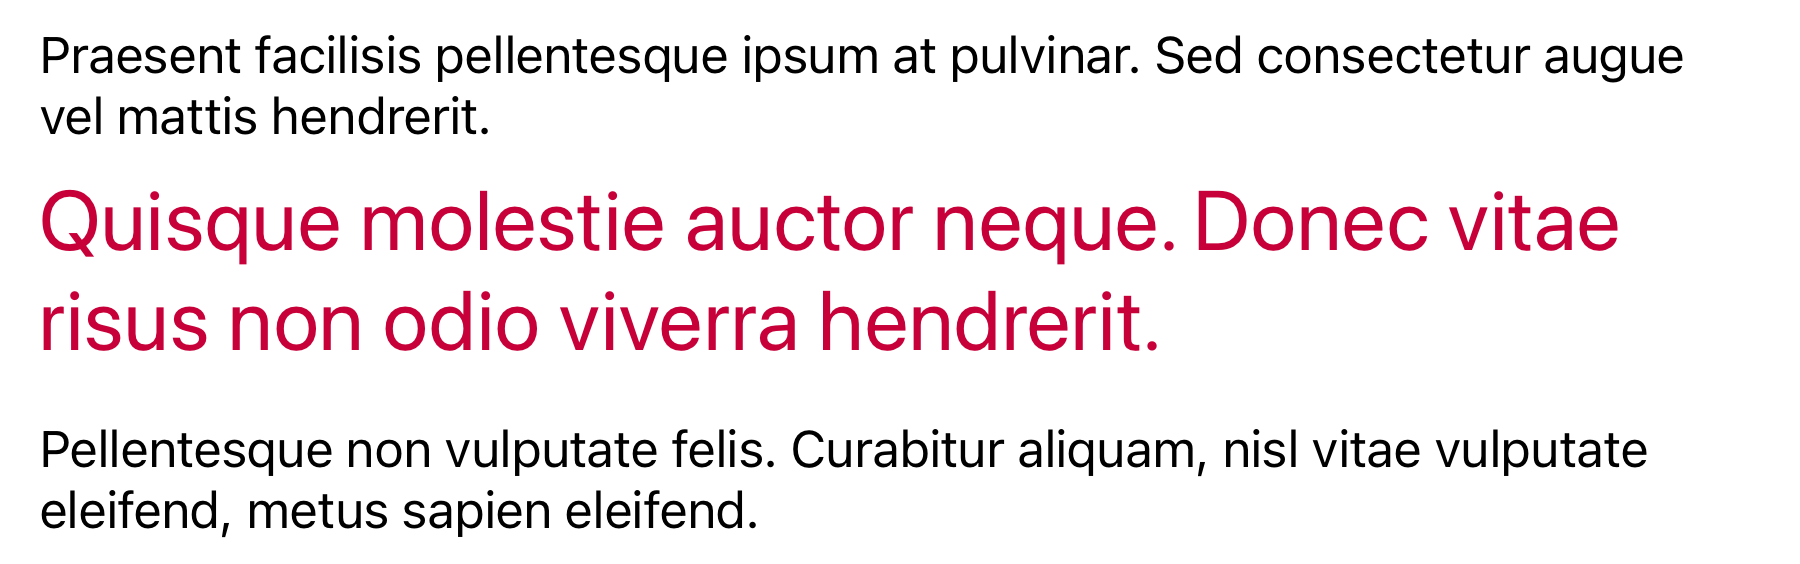 Praesent facilisis pellentesque ipsum at pulvinar. Sed consectetur augue
vel mattis hendrerit.
Quisque molestie auctor neque. Donec vitae
risus non odio viverra hendrerit.
Pellentesque non vulputate felis. Curabitur aliquam, nisl vitae vulputate
eleifend, metus sapien eleifend.